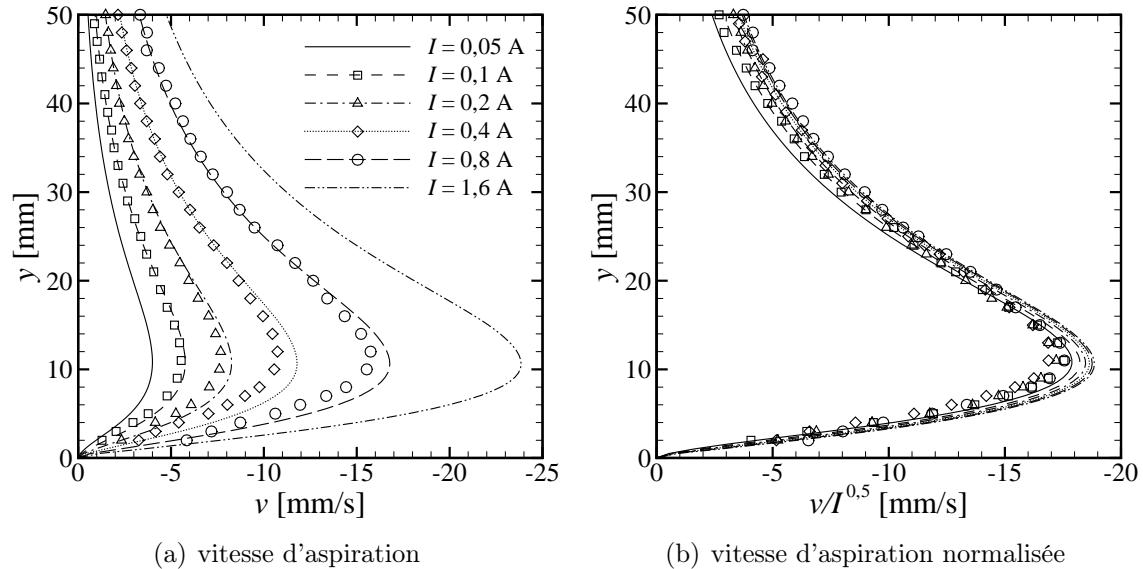 50
40
30
20
10
0
y [mm]
0 -5 -10 -15 -20 -25
v [mm/s]
I = 0,05 A
I = 0,1 A
I = 0,2 A
I = 0,4 A
I = 0,8 A
I = 1,6 A
(a) vitesse d'aspiration
50
40
30
20
10
0
y [mm]
0 -5 -10 -15 -20
v/I^0,5 [mm/s]
(b) vitesse d'aspiration normalisée